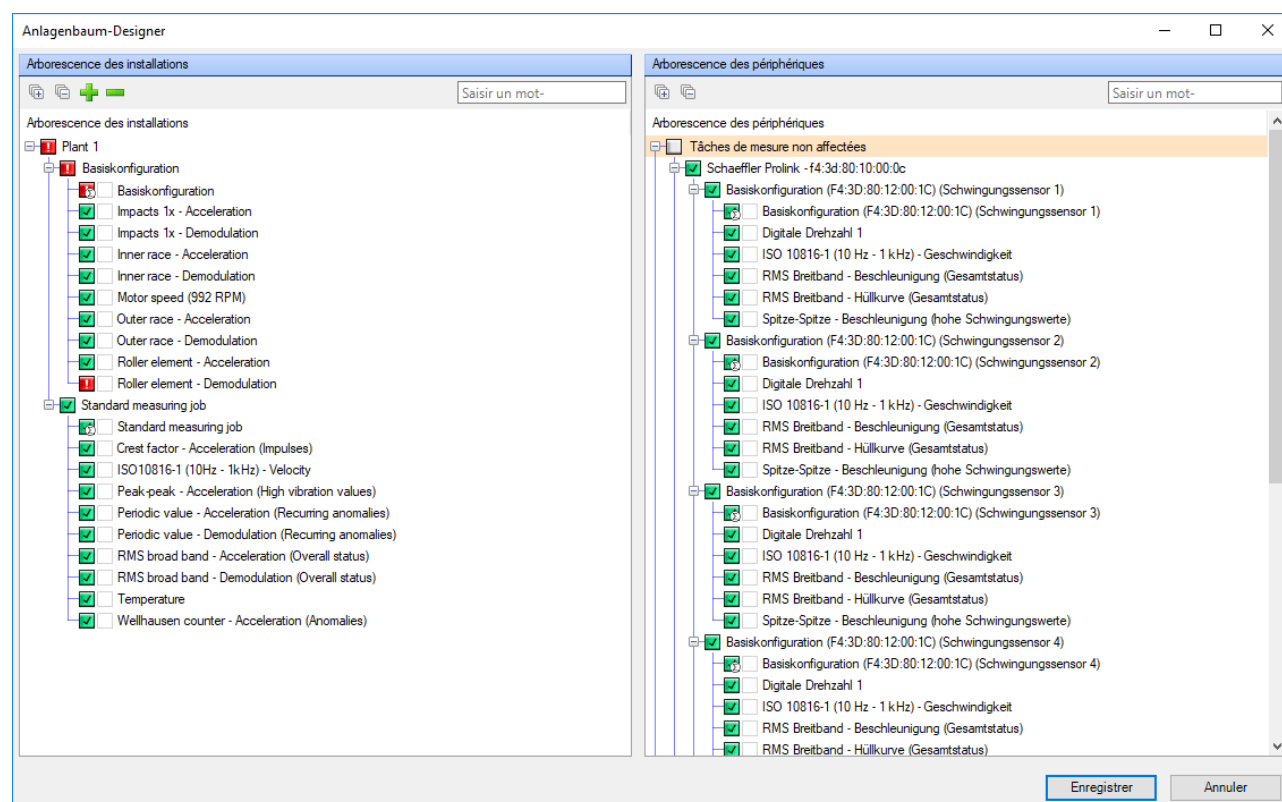 Anlagenbaum-Designer
Arborescence des installations
Saisir un mot-
Arborescence des installations
Plant 1
Basiskonfiguration
Basiskonfiguration
Impacts 1x - Acceleration
Impacts 1x - Demodulation
Inner race - Acceleration
Inner race - Demodulation
Motor speed (992 RPM)
Outer race - Acceleration
Outer race - Demodulation
Roller element - Acceleration
Roller element - Demodulation
Standard measuring job
Standard measuring job
Crest factor - Acceleration (Impulses)
ISO10816-1 (10Hz - 1kHz) - Velocity
Peak-peak - Acceleration (High vibration values)
Periodic value - Acceleration (Recurring anomalies)
Periodic value - Demodulation (Recurring anomalies)
RMS broad band - Acceleration (Overall status)
RMS broad band - Demodulation (Overall status)
Temperature
Wellhausen counter - Acceleration (Anomalies)
Arborescence des périphériques
Saisir un mot-
Arborescence des périphériques
Tâches de mesure non affectées
Schaeffler Prolink - f4:3d:80:10:00:0c
Basiskonfiguration (F4:3D:80:12:00:1C) (Schwingungssensor 1)
Basiskonfiguration (F4:3D:80:12:00:1C) (Schwingungssensor 1)
Digitale Drehzahl 1
ISO 10816-1 (10 Hz - 1 kHz) - Geschwindigkeit
RMS Breitband - Beschleunigung (Gesamtstatus)
RMS Breitband - Hüllkurve (Gesamtstatus)
Spitze-Spitze - Beschleunigung (hohe Schwingungswerte)
Basiskonfiguration (F4:3D:80:12:00:1C) (Schwingungssensor 2)
Basiskonfiguration (F4:3D:80:12:00:1C) (Schwingungssensor 2)
Digitale Drehzahl 1
ISO 10816-1 (10 Hz - 1 kHz) - Geschwindigkeit
RMS Breitband - Beschleunigung (Gesamtstatus)
RMS Breitband - Hüllkurve (Gesamtstatus)
Spitze-Spitze - Beschleunigung (hohe Schwingungswerte)
Basiskonfiguration (F4:3D:80:12:00:1C) (Schwingungssensor 3)
Basiskonfiguration (F4:3D:80:12:00:1C) (Schwingungssensor 3)
Digitale Drehzahl 1
ISO 10816-1 (10 Hz - 1 kHz) - Geschwindigkeit
RMS Breitband - Beschleunigung (Gesamtstatus)
RMS Breitband - Hüllkurve (Gesamtstatus)
Spitze-Spitze - Beschleunigung (hohe Schwingungswerte)
Basiskonfiguration (F4:3D:80:12:00:1C) (Schwingungssensor 4)
Basiskonfiguration (F4:3D:80:12:00:1C) (Schwingungssensor 4)
Digitale Drehzahl 1
ISO 10816-1 (10 Hz - 1 kHz) - Geschwindigkeit
RMS Breitband - Beschleunigung (Gesamtstatus)
RMS Breitband - Hüllkurve (Gesamtstatus)
Enregistrer
Annuler